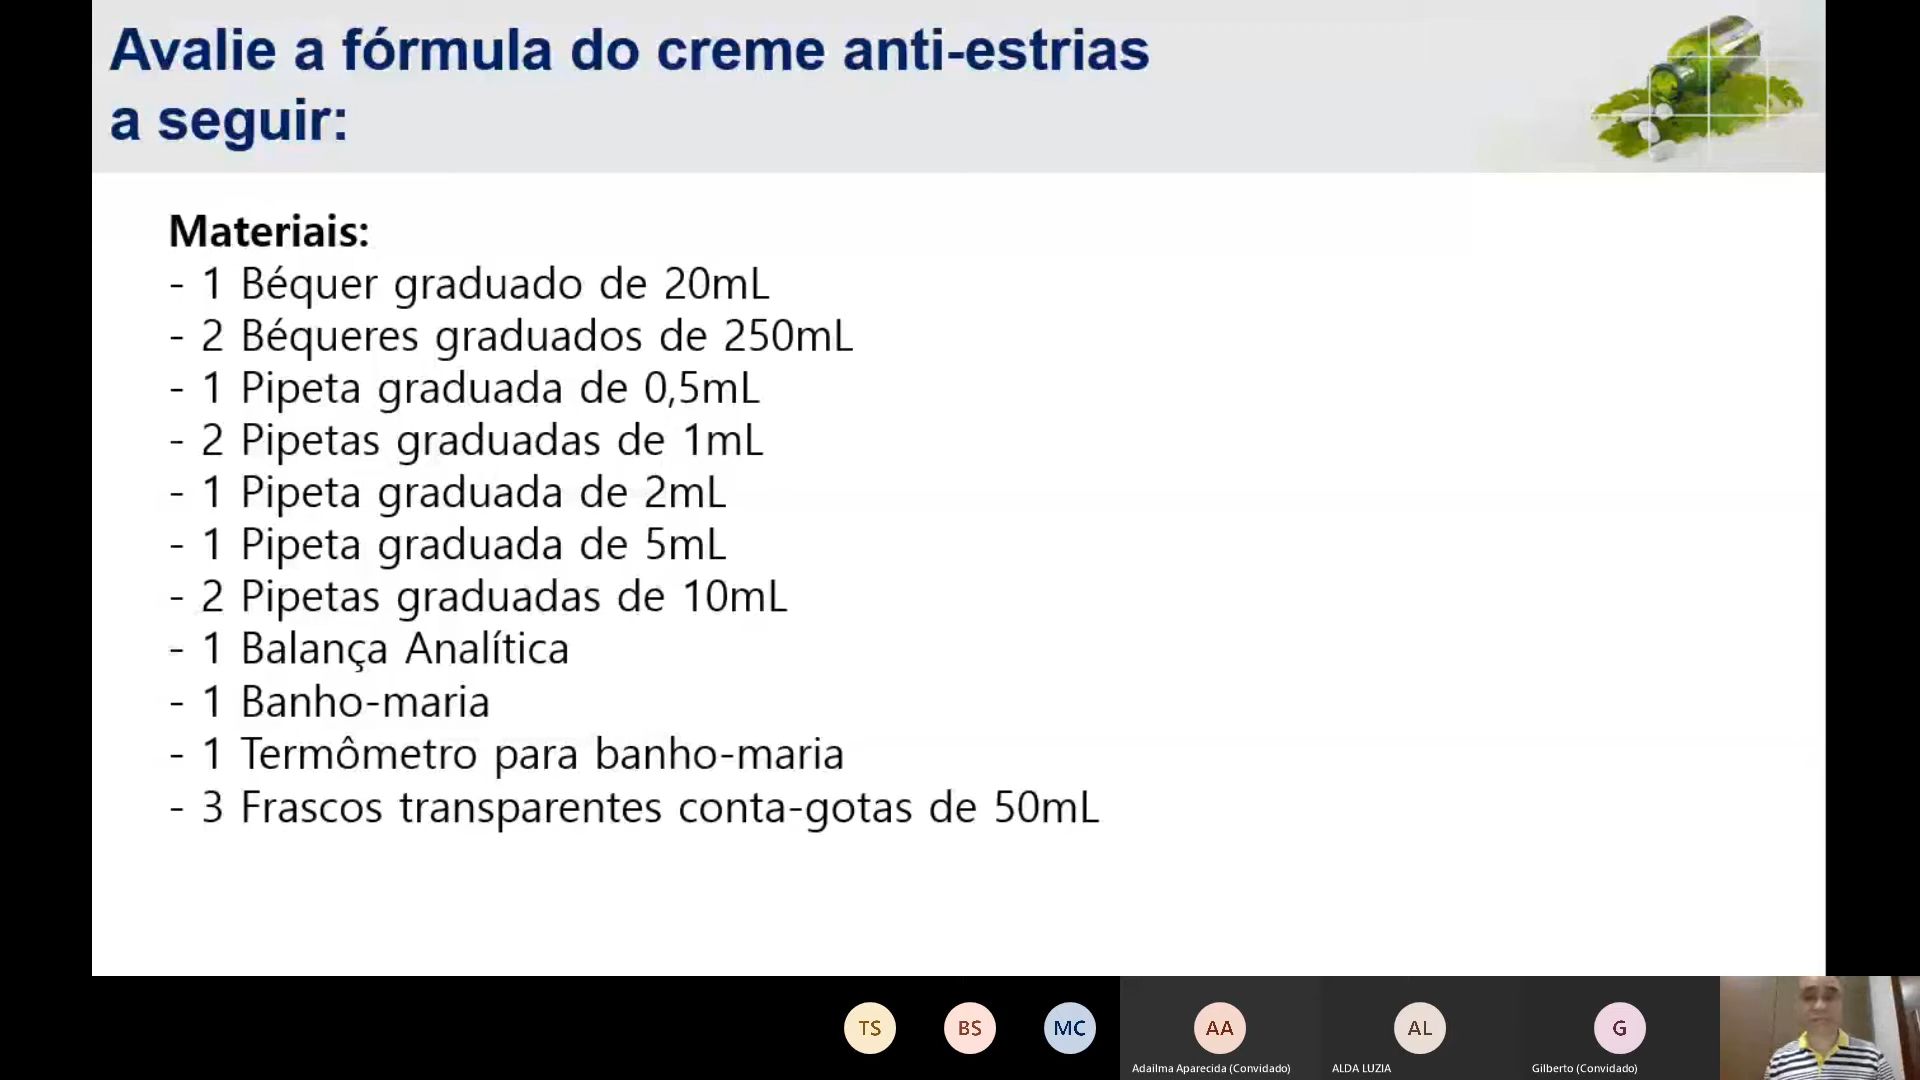 Avalie a fórmula do creme anti-estrias
a seguir:
Materiais:
- 1 Béquer graduado de 20mL
- 2 Béqueres graduados de 250mL
- 1 Pipeta graduada de 0,5mL
- 2 Pipetas graduadas de 1mL
- 1 Pipeta graduada de 2mL
- 1 Pipeta graduada de 5mL
- 2 Pipetas graduadas de 10mL
- 1 Balança Analítica
- 1 Banho-maria
- 1 Termômetro para banho-maria
- 3 Frascos transparentes conta-gotas de 50mL
TS BS MC AA AL G
Adailma Aparecida (Convidado) ALDA LUZIA Gilberto (Convidado)